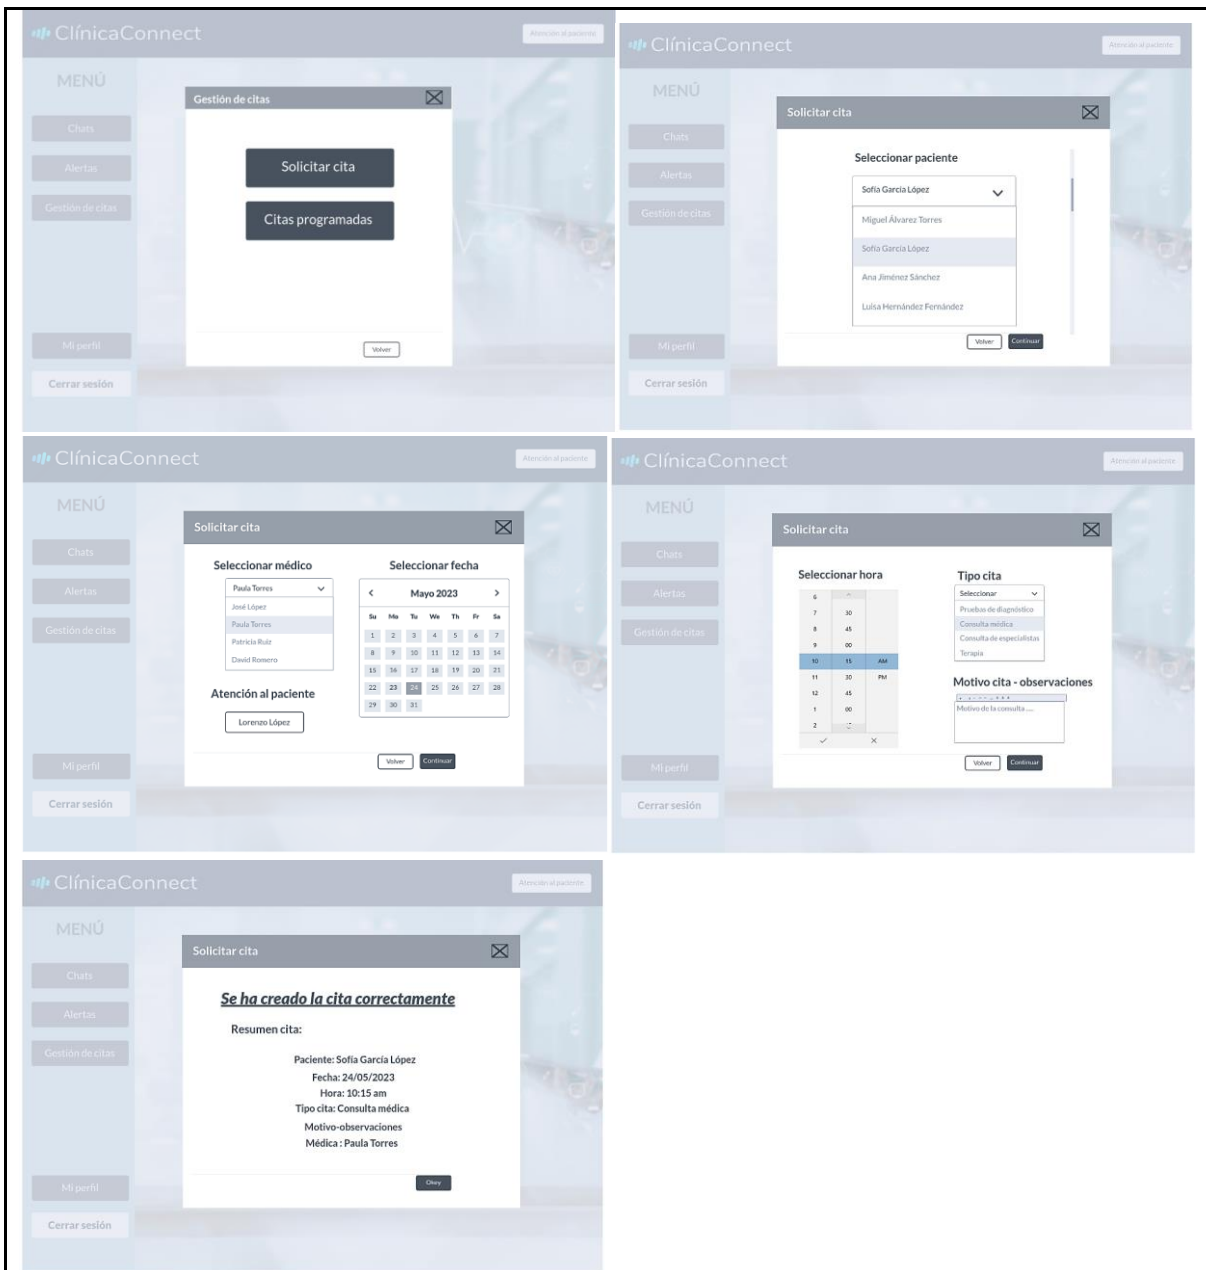 ClínicaConnect
Atención al paciente
MENÚ
Chats
Alertas
Gestión de citas
Mi perfil
Cerrar sesión
Gestión de citas
Solicitar cita
Citas programadas
Volver
ClínicaConnect
Atención al paciente
MENÚ
Chats
Alertas
Gestión de citas
Mi perfil
Cerrar sesión
Solicitar cita
Seleccionar paciente
Sofía García López
Miguel Álvarez Torres
Sofía García López
Ana Jiménez Sánchez
Luisa Hernández Fernández
Volver Continuar
ClínicaConnect
Atención al paciente
MENÚ
Chats
Alertas
Gestión de citas
Mi perfil
Cerrar sesión
Solicitar cita
Seleccionar médico
Paula Torres
José López
Paula Torres
Patricia Ruiz
David Romero
Atención al paciente
Lorenzo López
Seleccionar fecha
< Mayo 2023 >
Su Mo Tu We Th Fr Sa
1 2 3 4 5 6 7
8 9 10 11 12 13 14
15 16 17 18 19 20 21
22 23 24 25 26 27 28
29 30 31
Volver Continuar
ClínicaConnect
Atención al paciente
MENÚ
Chats
Alertas
Gestión de citas
Mi perfil
Cerrar sesión
Solicitar cita
Seleccionar hora
6
7 30
8 45
9 00
10 15 AM
11 30 PM
12 45
1 00
2
Tipo cita
Seleccionar
Pruebas de diagnóstico
Consulta médica
Consulta de especialistas
Terapia
Motivo cita - observaciones
Motivo de la consulta ....
Volver Continuar
ClínicaConnect
Atención al paciente
MENÚ
Chats
Alertas
Gestión de citas
Mi perfil
Cerrar sesión
Solicitar cita
Se ha creado la cita correctamente
Resumen cita:
Paciente: Sofía García López
Fecha: 24/05/2023
Hora: 10:15 am
Tipo cita: Consulta médica
Motivo-observaciones
Médica : Paula Torres
Okey